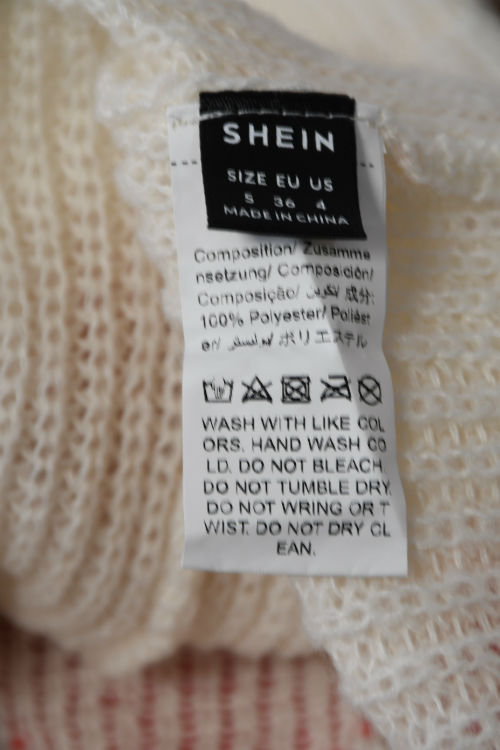 SHEIN
SIZE EU US
S 36 4
MADE IN CHINA
Composition/ Zusamme
nsetzung/ Composición/
Composição/ تكوين/ 成分:
100% Polyester/ Poliést
er/ ポリエステル
WASH WITH LIKE COL
ORS. HAND WASH CO
LD. DO NOT BLEACH.
DO NOT TUMBLE DRY.
DO NOT WRING OR T
WIST. DO NOT DRY CL
EAN.